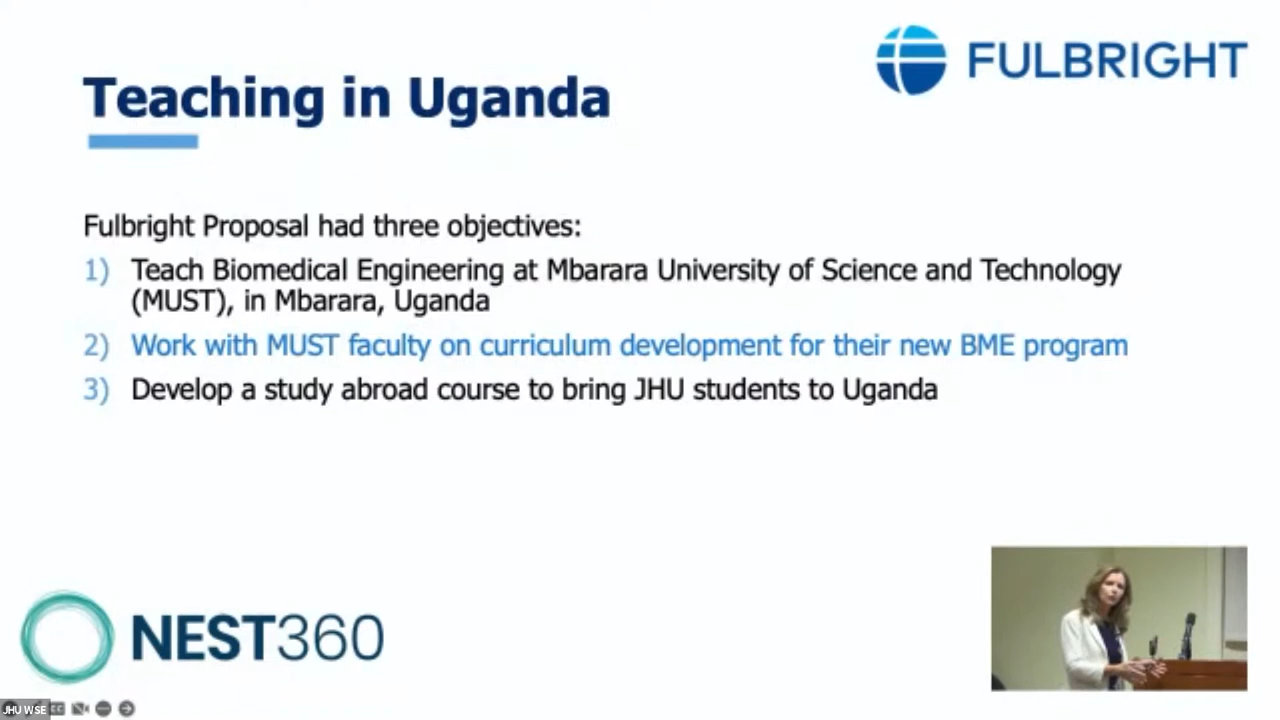 FULBRIGHT
Teaching in Uganda
Fulbright Proposal had three objectives:
1) Teach Biomedical Engineering at Mbarara University of Science and Technology
(MUST), in Mbarara, Uganda
2) Work with MUST faculty on curriculum development for their new BME program
3) Develop a study abroad course to bring JHU students to Uganda
NEST360
JHU WSE
CC